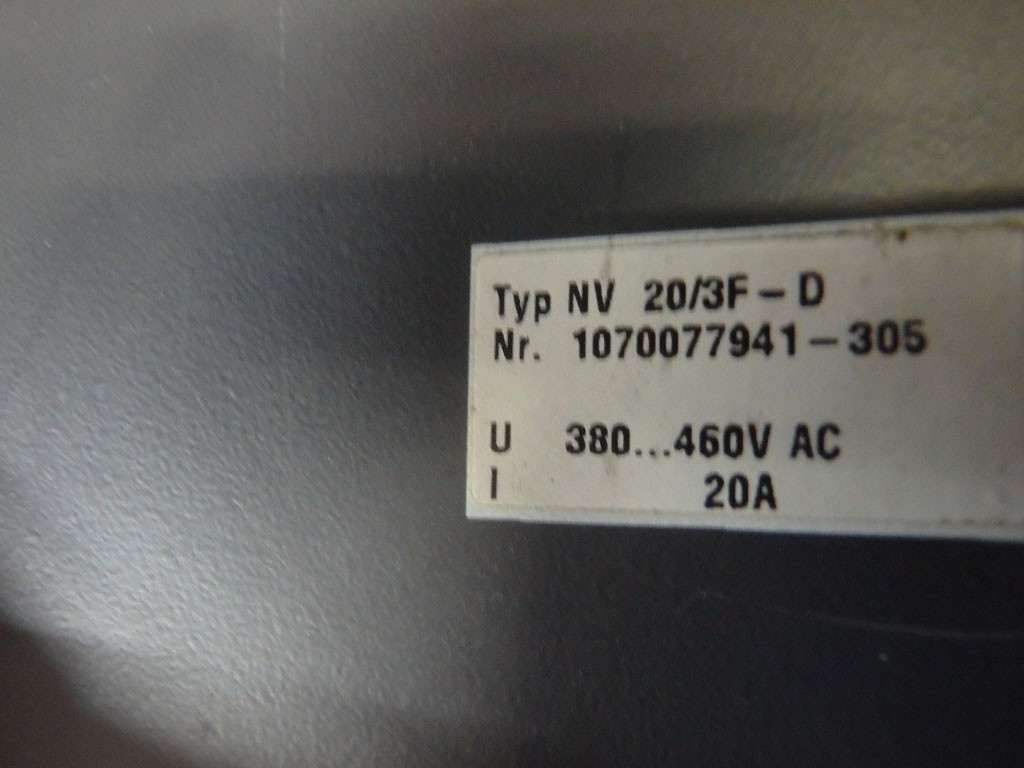 Typ NV 20/3F-D
Nr. 1070077941-305
U 380...460V AC
I 20A